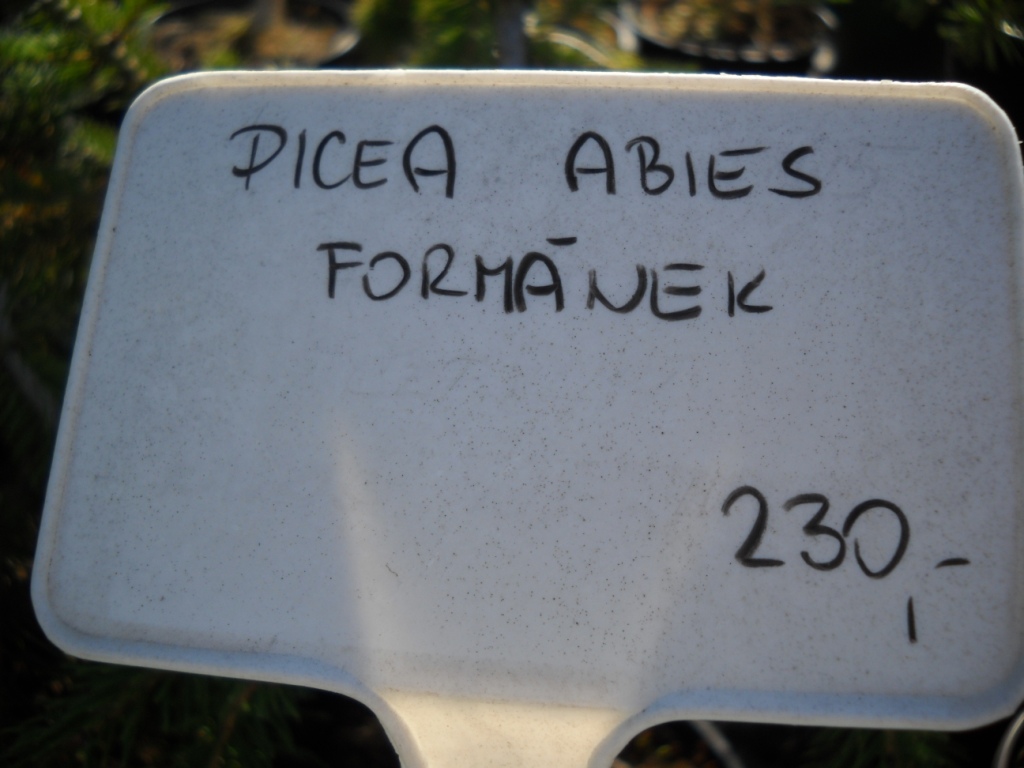 PICEA ABIES
FORMÁNEK
230,-